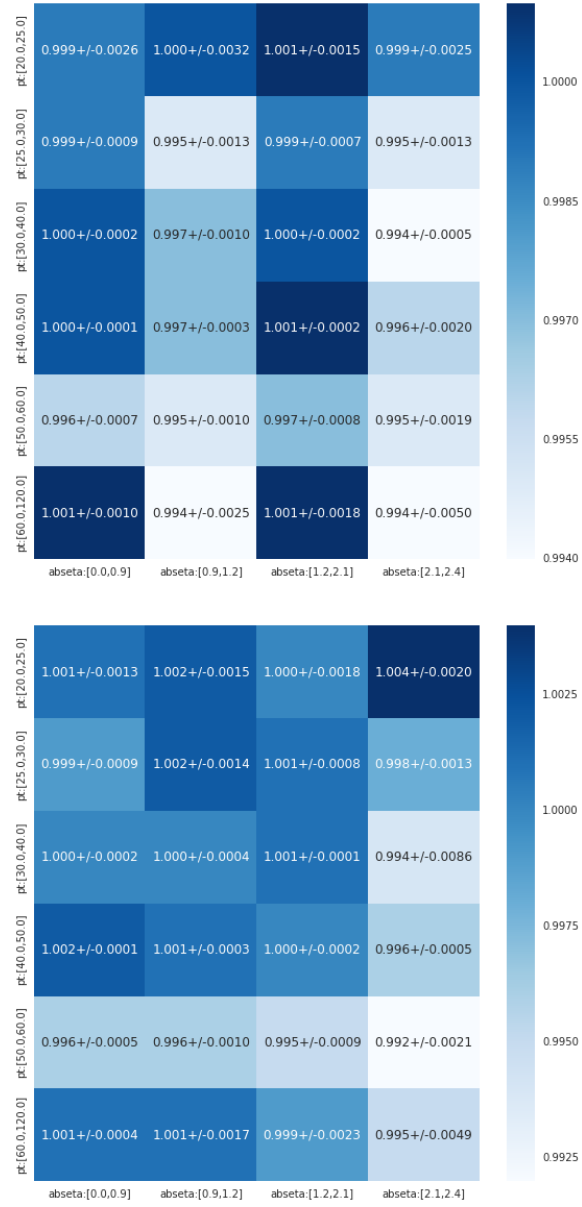 pt:[20.0,25.0] 0.999+/-0.0026 1.000+/-0.0032 1.001+/-0.0015 0.999+/-0.0025
1.0000
pt:[25.0,30.0] 0.999+/-0.0009 0.995+/-0.0013 0.999+/-0.0007 0.995+/-0.0013
0.9985
pt:[30.0,40.0] 1.000+/-0.0002 0.997+/-0.0010 1.000+/-0.0002 0.994+/-0.0005
0.9970
pt:[40.0,50.0] 1.000+/-0.0001 0.997+/-0.0003 1.001+/-0.0002 0.996+/-0.0020
pt:[50.0,60.0] 0.996+/-0.0007 0.995+/-0.0010 0.997+/-0.0008 0.995+/-0.0019
0.9955
pt:[60.0,120.0] 1.001+/-0.0010 0.994+/-0.0025 1.001+/-0.0018 0.994+/-0.0050
0.9940
abseta:[0.0,0.9] abseta:[0.9,1.2] abseta:[1.2,2.1] abseta:[2.1,2.4]
pt:[20.0,25.0] 1.001+/-0.0013 1.002+/-0.0015 1.000+/-0.0018 1.004+/-0.0020
1.0025
pt:[25.0,30.0] 0.999+/-0.0009 1.002+/-0.0014 1.001+/-0.0008 0.998+/-0.0013
1.0000
pt:[30.0,40.0] 1.000+/-0.0002 1.000+/-0.0004 1.001+/-0.0001 0.994+/-0.0086
0.9975
pt:[40.0,50.0] 1.002+/-0.0001 1.001+/-0.0003 1.000+/-0.0002 0.996+/-0.0005
pt:[50.0,60.0] 0.996+/-0.0005 0.996+/-0.0010 0.995+/-0.0009 0.992+/-0.0021
0.9950
pt:[60.0,120.0] 1.001+/-0.0004 1.001+/-0.0017 0.999+/-0.0023 0.995+/-0.0049
0.9925
abseta:[0.0,0.9] abseta:[0.9,1.2] abseta:[1.2,2.1] abseta:[2.1,2.4]